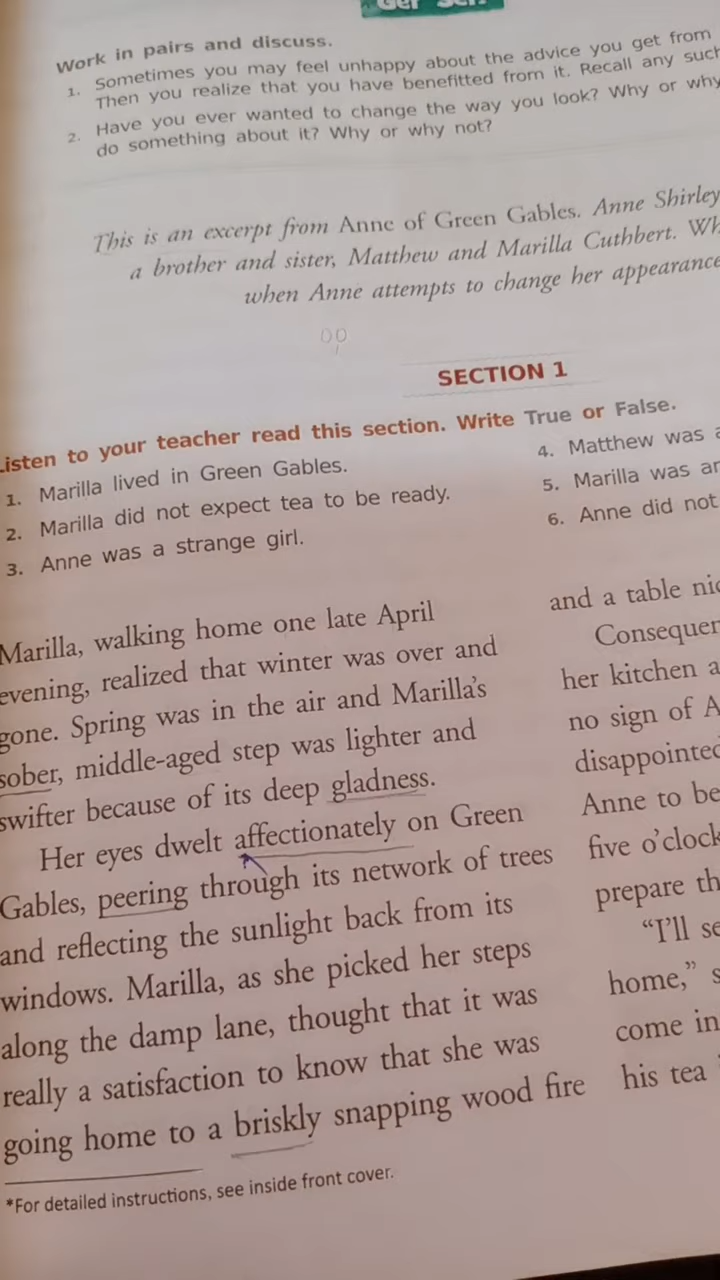 Get Set!
Work in pairs and discuss.
1. Sometimes you may feel unhappy about the advice you get from
Then you realize that you have benefitted from it. Recall any such
2. Have you ever wanted to change the way you look? Why or why
do something about it? Why or why not?
This is an excerpt from Anne of Green Gables. Anne Shirley
a brother and sister, Matthew and Marilla Cuthbert.
when Anne attempts to change her appearance
SECTION 1
Listen to your teacher read this section. Write True or False.
1. Marilla lived in Green Gables.
2. Marilla did not expect tea to be ready.
3. Anne was a strange girl.
4. Matthew was a
5. Marilla was
6. Anne did not
Marilla, walking home one late April
evening, realized that winter was over and
gone. Spring was in the air and Marilla's
sober, middle-aged step was lighter and
swifter because of its deep gladness.
Her eyes dwelt affectionately on Green
Gables, peering through its network of trees
and reflecting the sunlight back from its
windows. Marilla, as she picked her steps
along the damp lane, thought that it was
really a satisfaction to know that she was
going home to a briskly snapping wood fire
*For detailed instructions, see inside front cover.
and a table
her kitchen a
no sign of A
disappointed
Anne to be
five o'clock
prepare
"I'll
home,"
come in
his tea